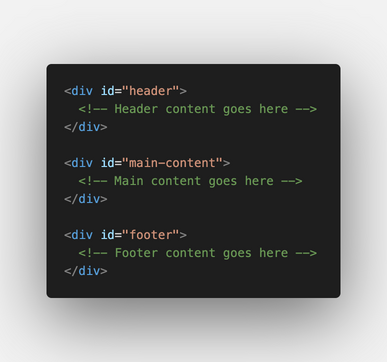 <div id="header">
  <!-- Header content goes here -->
</div>

<div id="main-content">
  <!-- Main content goes here -->
</div>

<div id="footer">
  <!-- Footer content goes here -->
</div>